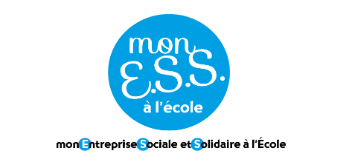 mon
E.S.S.
à l'école
monEntrepriseSociale etSolidaire à l'École